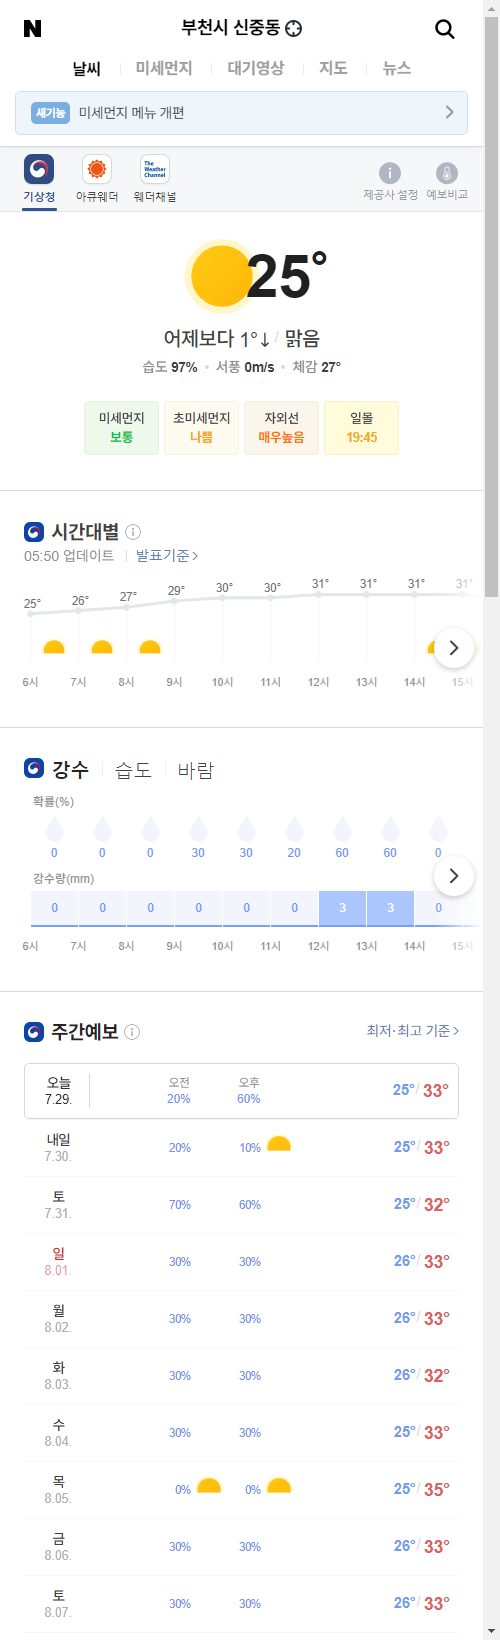 N 부천시 신중동
날씨 미세먼지 대기영상 지도 뉴스
새기능 미세먼지 메뉴 개편
The Weather Channel
기상청 아큐웨더 웨더채널 제공사 설정 예보비교
25°
어제보다 1°↓ / 맑음
습도 97% • 서풍 0m/s • 체감 27°
미세먼지 초미세먼지 자외선 일몰
보통 나쁨 매우높음 19:45
시간대별
05:50 업데이트 발표기준 >
25° 26° 27° 29° 30° 30° 31° 31° 31° 31°
6시 7시 8시 9시 10시 11시 12시 13시 14시 15시
강수 습도 바람
확률(%)
0 0 0 30 30 20 60 60 0
강수량(mm)
0 0 0 0 0 0 3 3 0
6시 7시 8시 9시 10시 11시 12시 13시 14시 15시
주간예보 최저·최고 기준 >
오늘 오전 오후
7.29. 20% 60% 25°/ 33°
내일
7.30. 20% 10% 25°/ 33°
토
7.31. 70% 60% 25°/ 32°
일
8.01. 30% 30% 26°/ 33°
월
8.02. 30% 30% 26°/ 33°
화
8.03. 30% 30% 26°/ 32°
수
8.04. 30% 30% 25°/ 33°
목
8.05. 0% 0% 25°/ 35°
금
8.06. 30% 30% 26°/ 33°
토
8.07. 30% 30% 26°/ 33°